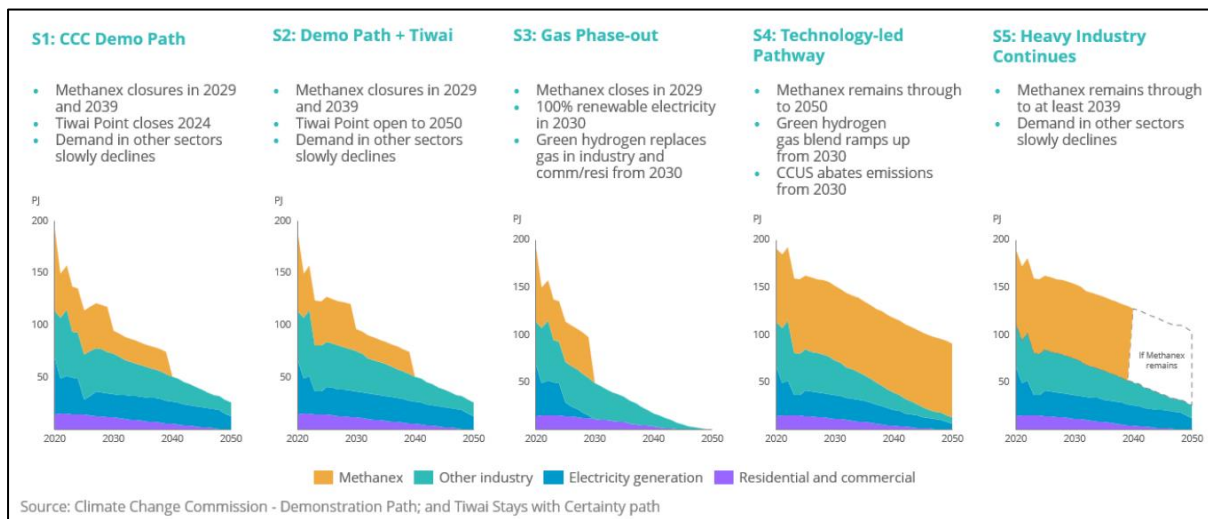 S1: CCC Demo Path
• Methanex closures in 2029
and 2039
• Tiwai Point closes 2024
• Demand in other sectors
slowly declines
S2: Demo Path + Tiwai
• Methanex closures in 2029
and 2039
• Tiwai Point open to 2050
• Demand in other sectors
slowly declines
S3: Gas Phase-out
• Methanex closes in 2029
• 100% renewable electricity
in 2030
• Green hydrogen replaces
gas in industry and
comm/resi from 2030
S4: Technology-led
Pathway
• Methanex remains through
to 2050
• Green hydrogen
gas blend ramps up
from 2030
• CCUS abates emissions
from 2030
S5: Heavy Industry
Continues
• Methanex remains through
to at least 2039
• Demand in other sectors
slowly declines
PJ
200
150
100
50
2020 2030 2040 2050
PJ
200
150
100
50
2020 2030 2040 2050
PJ
200
150
100
50
2020 2030 2040 2050
PJ
200
150
100
50
2020 2030 2040 2050
PJ
200
150
100
50
If Methanex
remains
2020 2030 2040 2050
Methanex Other industry Electricity generation Residential and commercial
Source: Climate Change Commission - Demonstration Path; and Tiwai Stays with Certainty path